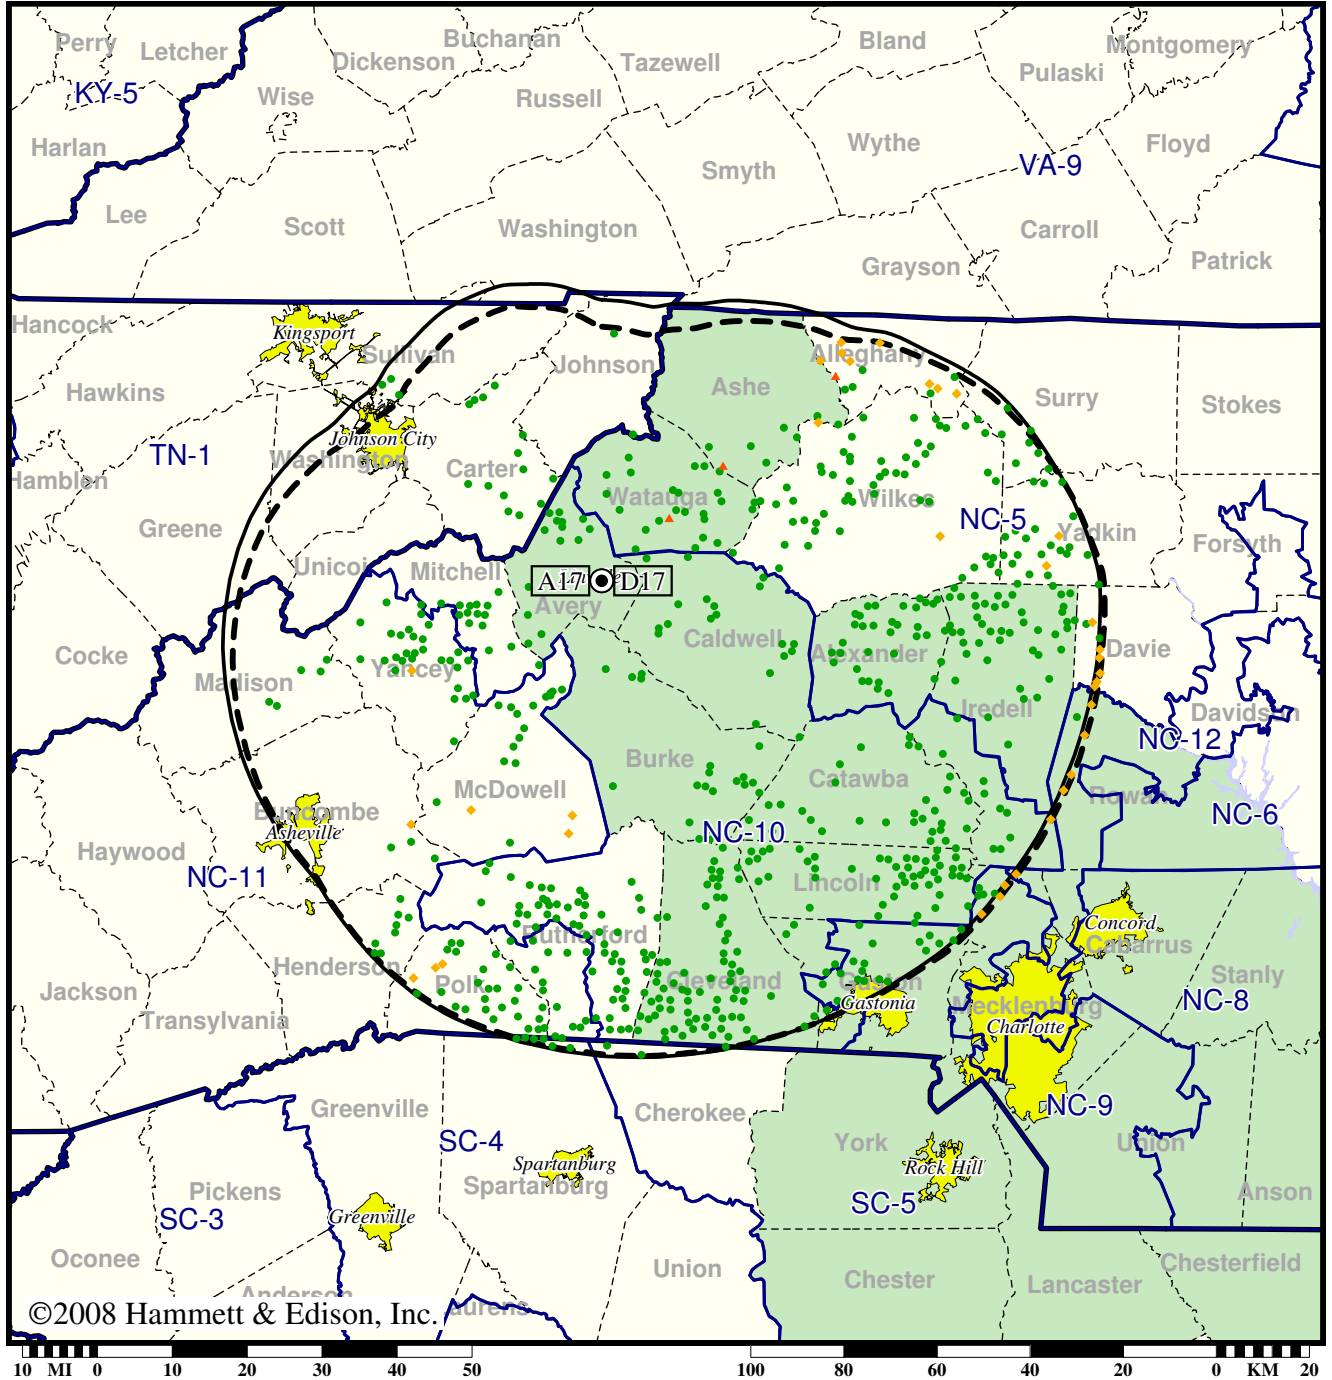 Perry
Letcher
Dickenson
Buchanan
Tazewell
Bland
Montgomery
Pulaski
KY-5
Wise
Russell
Harlan
Wythe
Floyd
Smyth
VA-9
Lee
Scott
Washington
Carroll
Grayson
Patrick
Hancock
Kingsport
Sullivan
Johnson
Alleghany
Ashe
Hawkins
Surry
Stokes
Johnson City
TN-1
Washington
Carter
Hamblen
Watauga
Wilkes
NC-5
Greene
Yadkin
Forsyth
Unicoi
Mitchell
A17
D17
Avery
Caldwell
Alexander
Davie
Cocke
Yancey
Madison
Iredell
Davidson
NC-12
Burke
Catawba
McDowell
Rowan
Buncombe
Asheville
NC-10
NC-6
Haywood
NC-11
Lincoln
Concord
Rutherford
Cabarrus
Henderson
Polk
Cleveland
Gaston
Stanly
Jackson
Gastonia
Mecklenburg
NC-8
Transylvania
Charlotte
Greenville
Cherokee
NC-9
SC-4
York
Union
Spartanburg
Rock Hill
Spartanburg
Pickens
Anson
SC-3
Greenville
SC-5
Oconee
Union
Chester
Chesterfield
Lancaster
Anderson
©2008 Hammett & Edison, Inc.
10 MI 0 10 20 30 40 50 100 80 60 40 20 0 KM 20